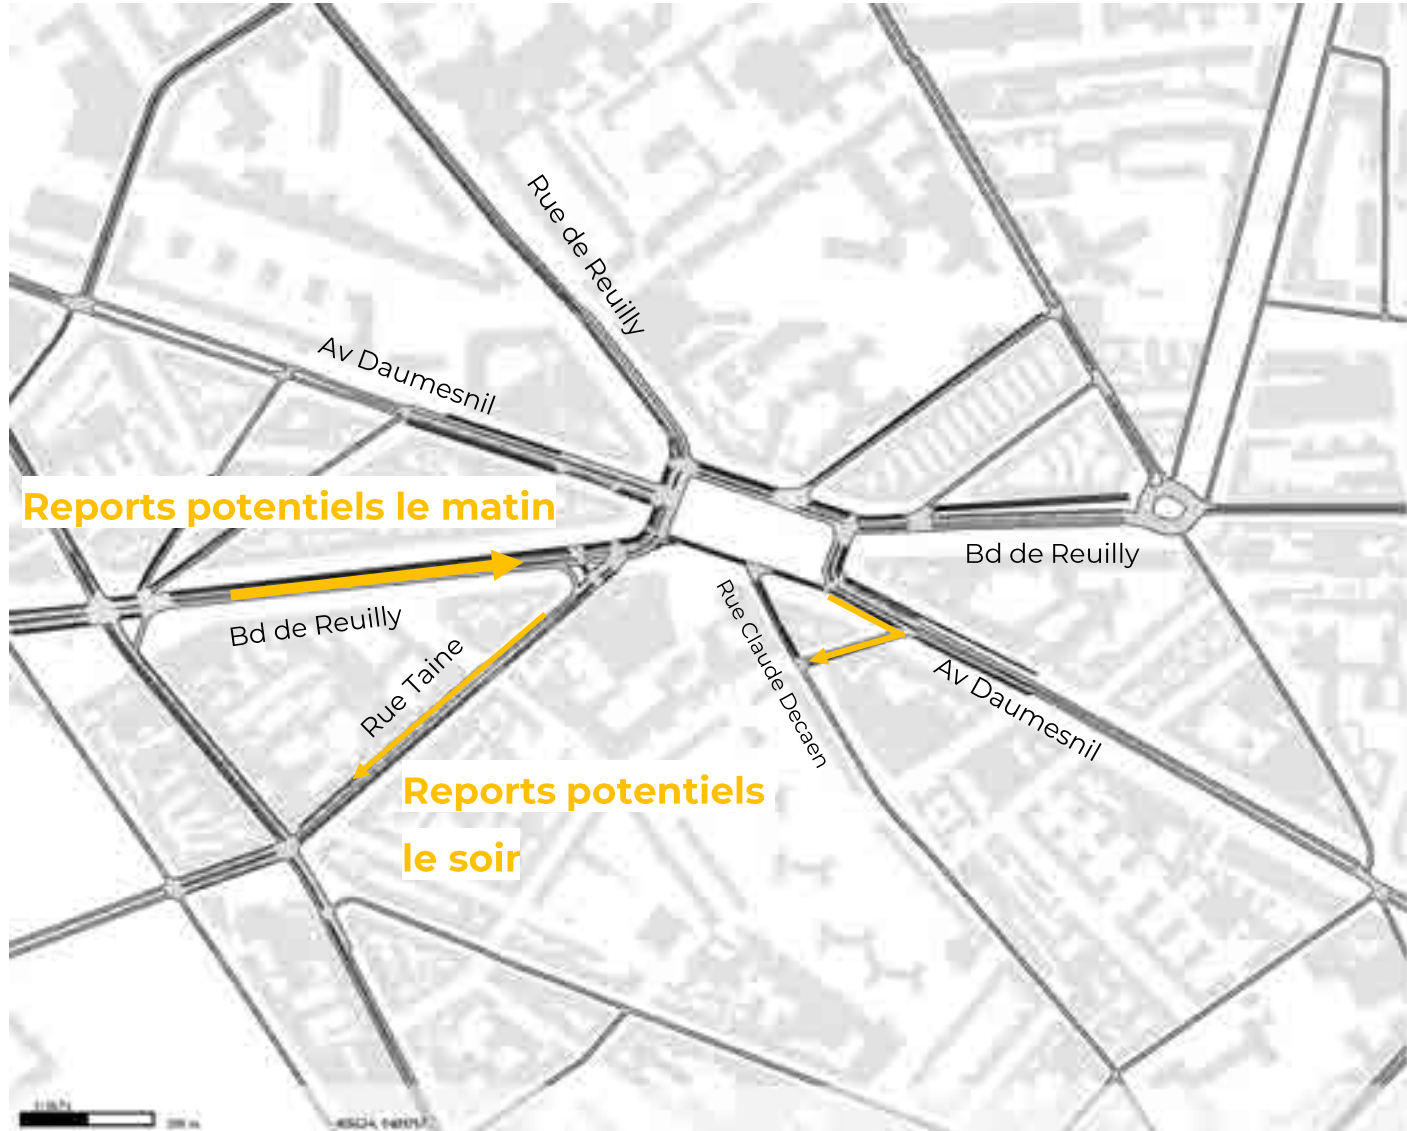 Rue de Reuilly
Av Daumesnil
Reports potentiels le matin
Bd de Reuilly
Bd de Reuilly
Rue Taine
Rue Claude Decaen
Av Daumesnil
Reports potentiels
le soir